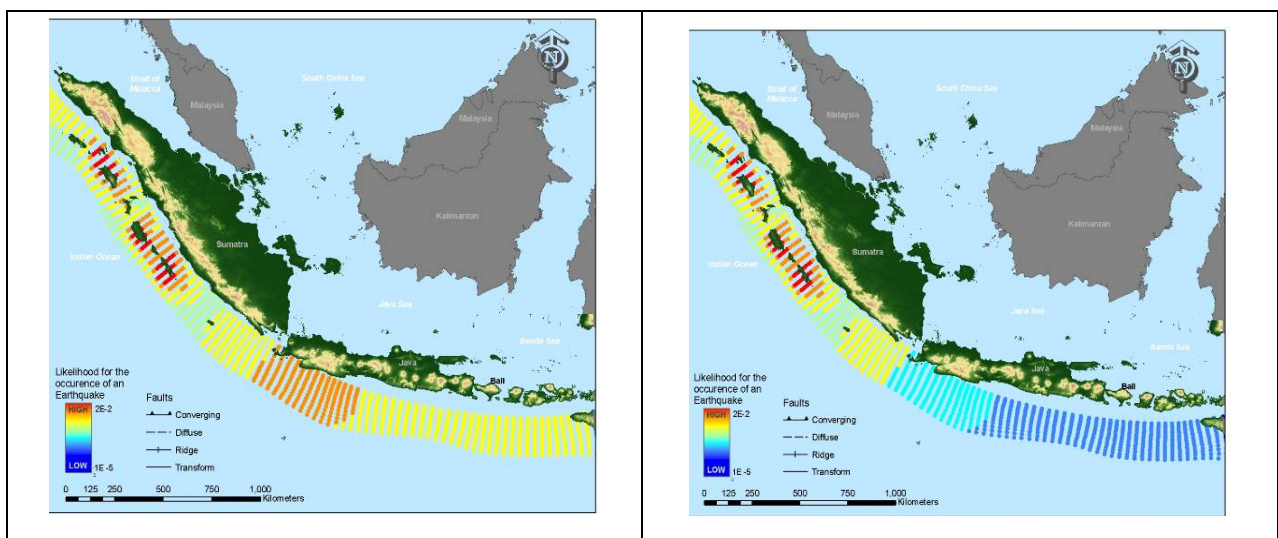 N
Strait of
Malacca
South China Sea
Malaysia
Malaysia
Kalimantan
Sumatra
Indian Ocean
Java Sea
Banda Sea
Java
Bali
Likelihood for the
occurence of an
Earthquake
HIGH 2E-2
LOW 1E -5
Faults
Converging
Diffuse
Ridge
Transform
0 125 250 500 750 1,000
Kilometers
N
Strait of
Malacca
South China Sea
Malaysia
Malaysia
Kalimantan
Sumatra
Indian Ocean
Java Sea
Banda Sea
Java
Bali
Likelihood for the
occurence of an
Earthquake
HIGH 2E-2
LOW 1E -5
Faults
Converging
Diffuse
Ridge
Transform
0 125 250 500 750 1,000
Kilometers